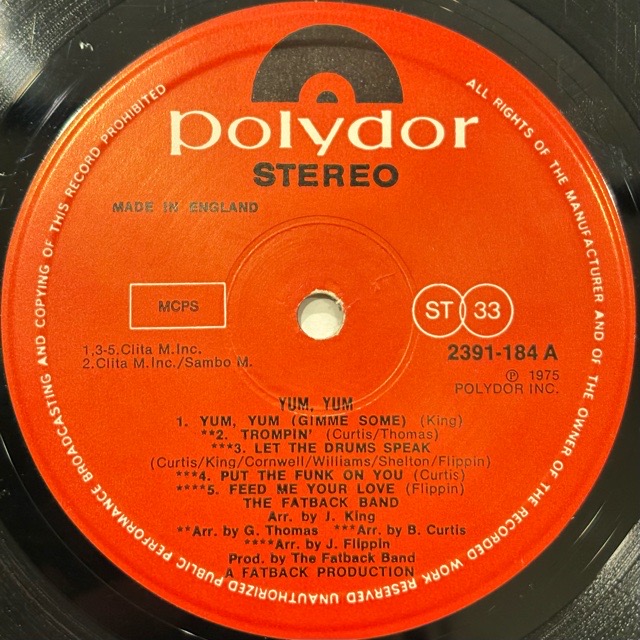 polydor
STEREO
MADE IN ENGLAND
MCPS
ST 33
1,3-5.Clita M.Inc.
2.Clita M.Inc./Sambo M.
2391-184 A
℗ 1975
POLYDOR INC.
YUM, YUM
1. YUM, YUM (GIMME SOME) (King)
**2. TROMPIN' (Curtis/Thomas)
***3. LET THE DRUMS SPEAK
(Curtis/King/Cornwell/Williams/Shelton/Flippin)
***4. PUT THE FUNK ON YOU (Curtis)
****5. FEED ME YOUR LOVE (Flippin)
THE FATBACK BAND
Arr. by J. King
**Arr. by G. Thomas ***Arr. by B. Curtis
****Arr. by J. Flippin
Prod. by The Fatback Band
A FATBACK PRODUCTION
ALL RIGHTS OF THE MANUFACTURER AND OF THE OWNER OF THE RECORDED WORK RESERVED UNAUTHORIZED PUBLIC PERFORMANCE BROADCASTING AND COPYING OF THIS RECORD PROHIBITED